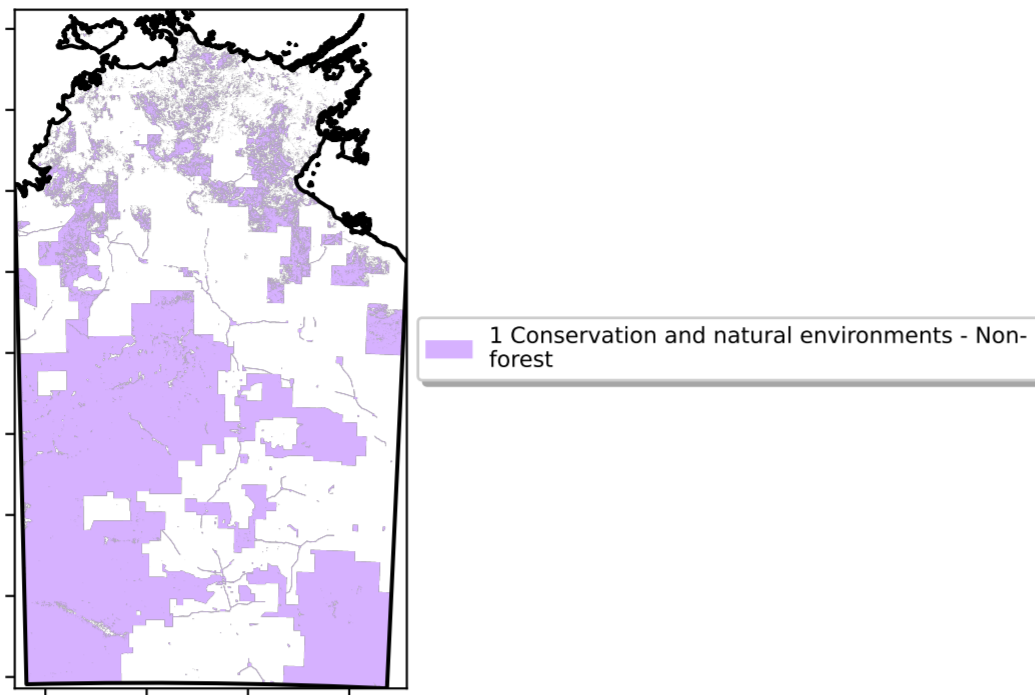 1 Conservation and natural environments - Non-
forest